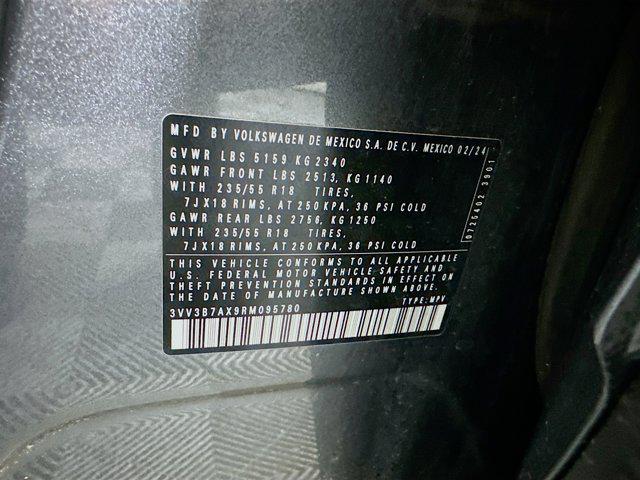 MFD BY VOLKSWAGEN DE MEXICO S.A. DE C.V. MEXICO 02/24
GVWR LBS 5159 KG 2340
GAWR FRONT LBS 2513, KG 1140
WITH 235/55 R18 TIRES,
7JX18 RIMS, AT 250 KPA, 36 PSI COLD
GAWR REAR LBS 2756, KG 1250
WITH 235/55 R18 TIRES,
7JX18 RIMS, AT 250 KPA, 36 PSI COLD
0725402 3901
THIS VEHICLE CONFORMS TO ALL APPLICABLE
U.S. FEDERAL MOTOR VEHICLE SAFETY AND
THEFT PREVENTION STANDARDS IN EFFECT ON
THE DATE OF MANUFACTURE SHOWN ABOVE.
3VV3B7AX9RM095780 TYPE: MPV